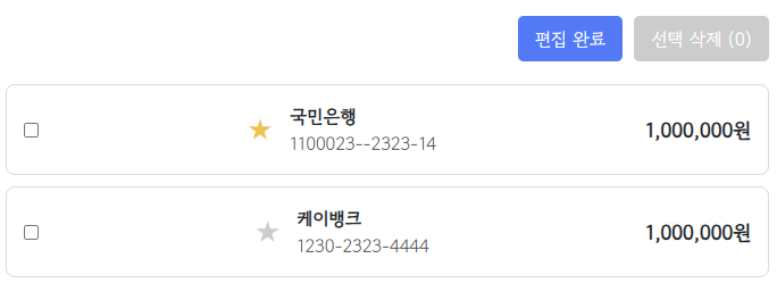 편집 완료
선택 삭제 (0)
국민은행
1100023--2323-14
1,000,000원
케이뱅크
1230-2323-4444
1,000,000원